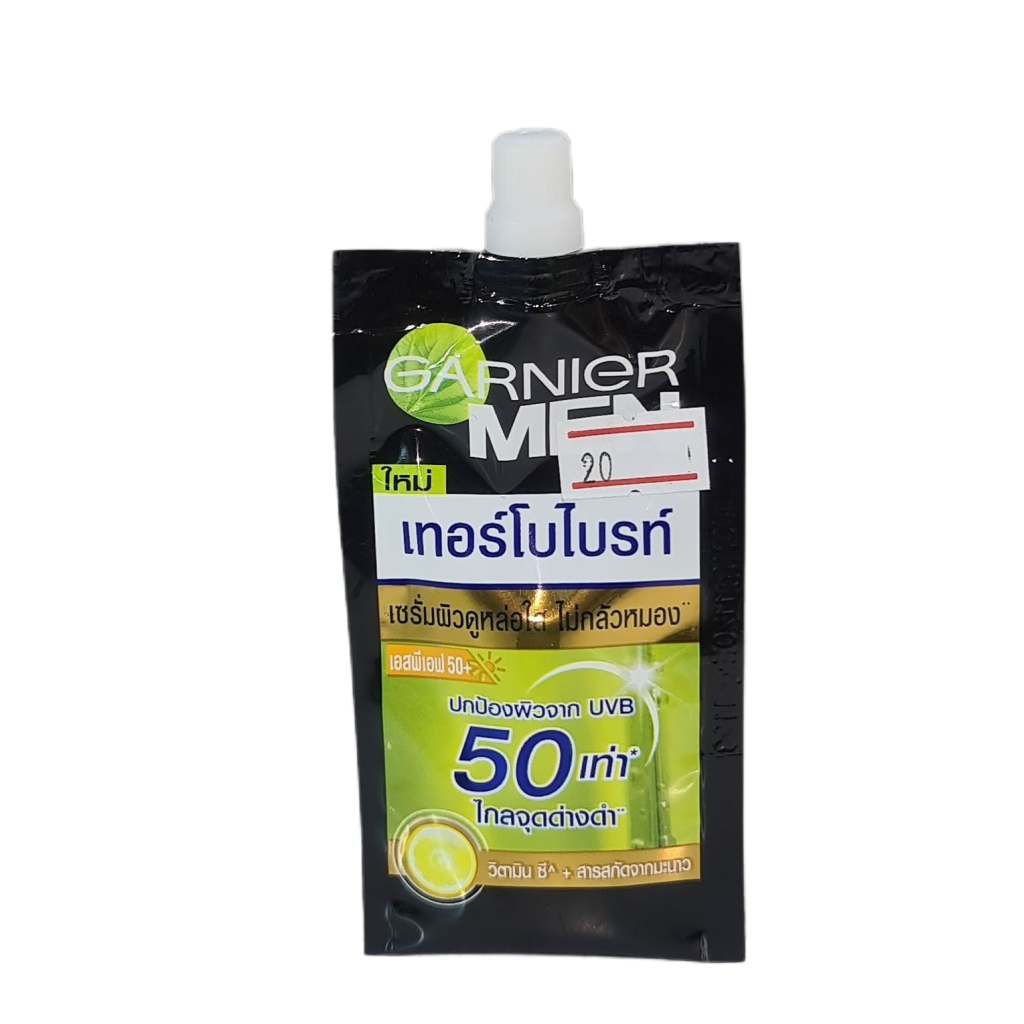 GARNIER
MEN
20
ใหม่
เทอร์โบไบรท์
เซรั่มผิวดูหล่อใส ไม่กลัวหมอง¨
เอสพีเอฟ 50+
ปกป้องผิวจาก UVB
50 เท่า*
ไกลจุดด่างดำ¨
วิตามิน ซี^ + สารสกัดจากมะนาว